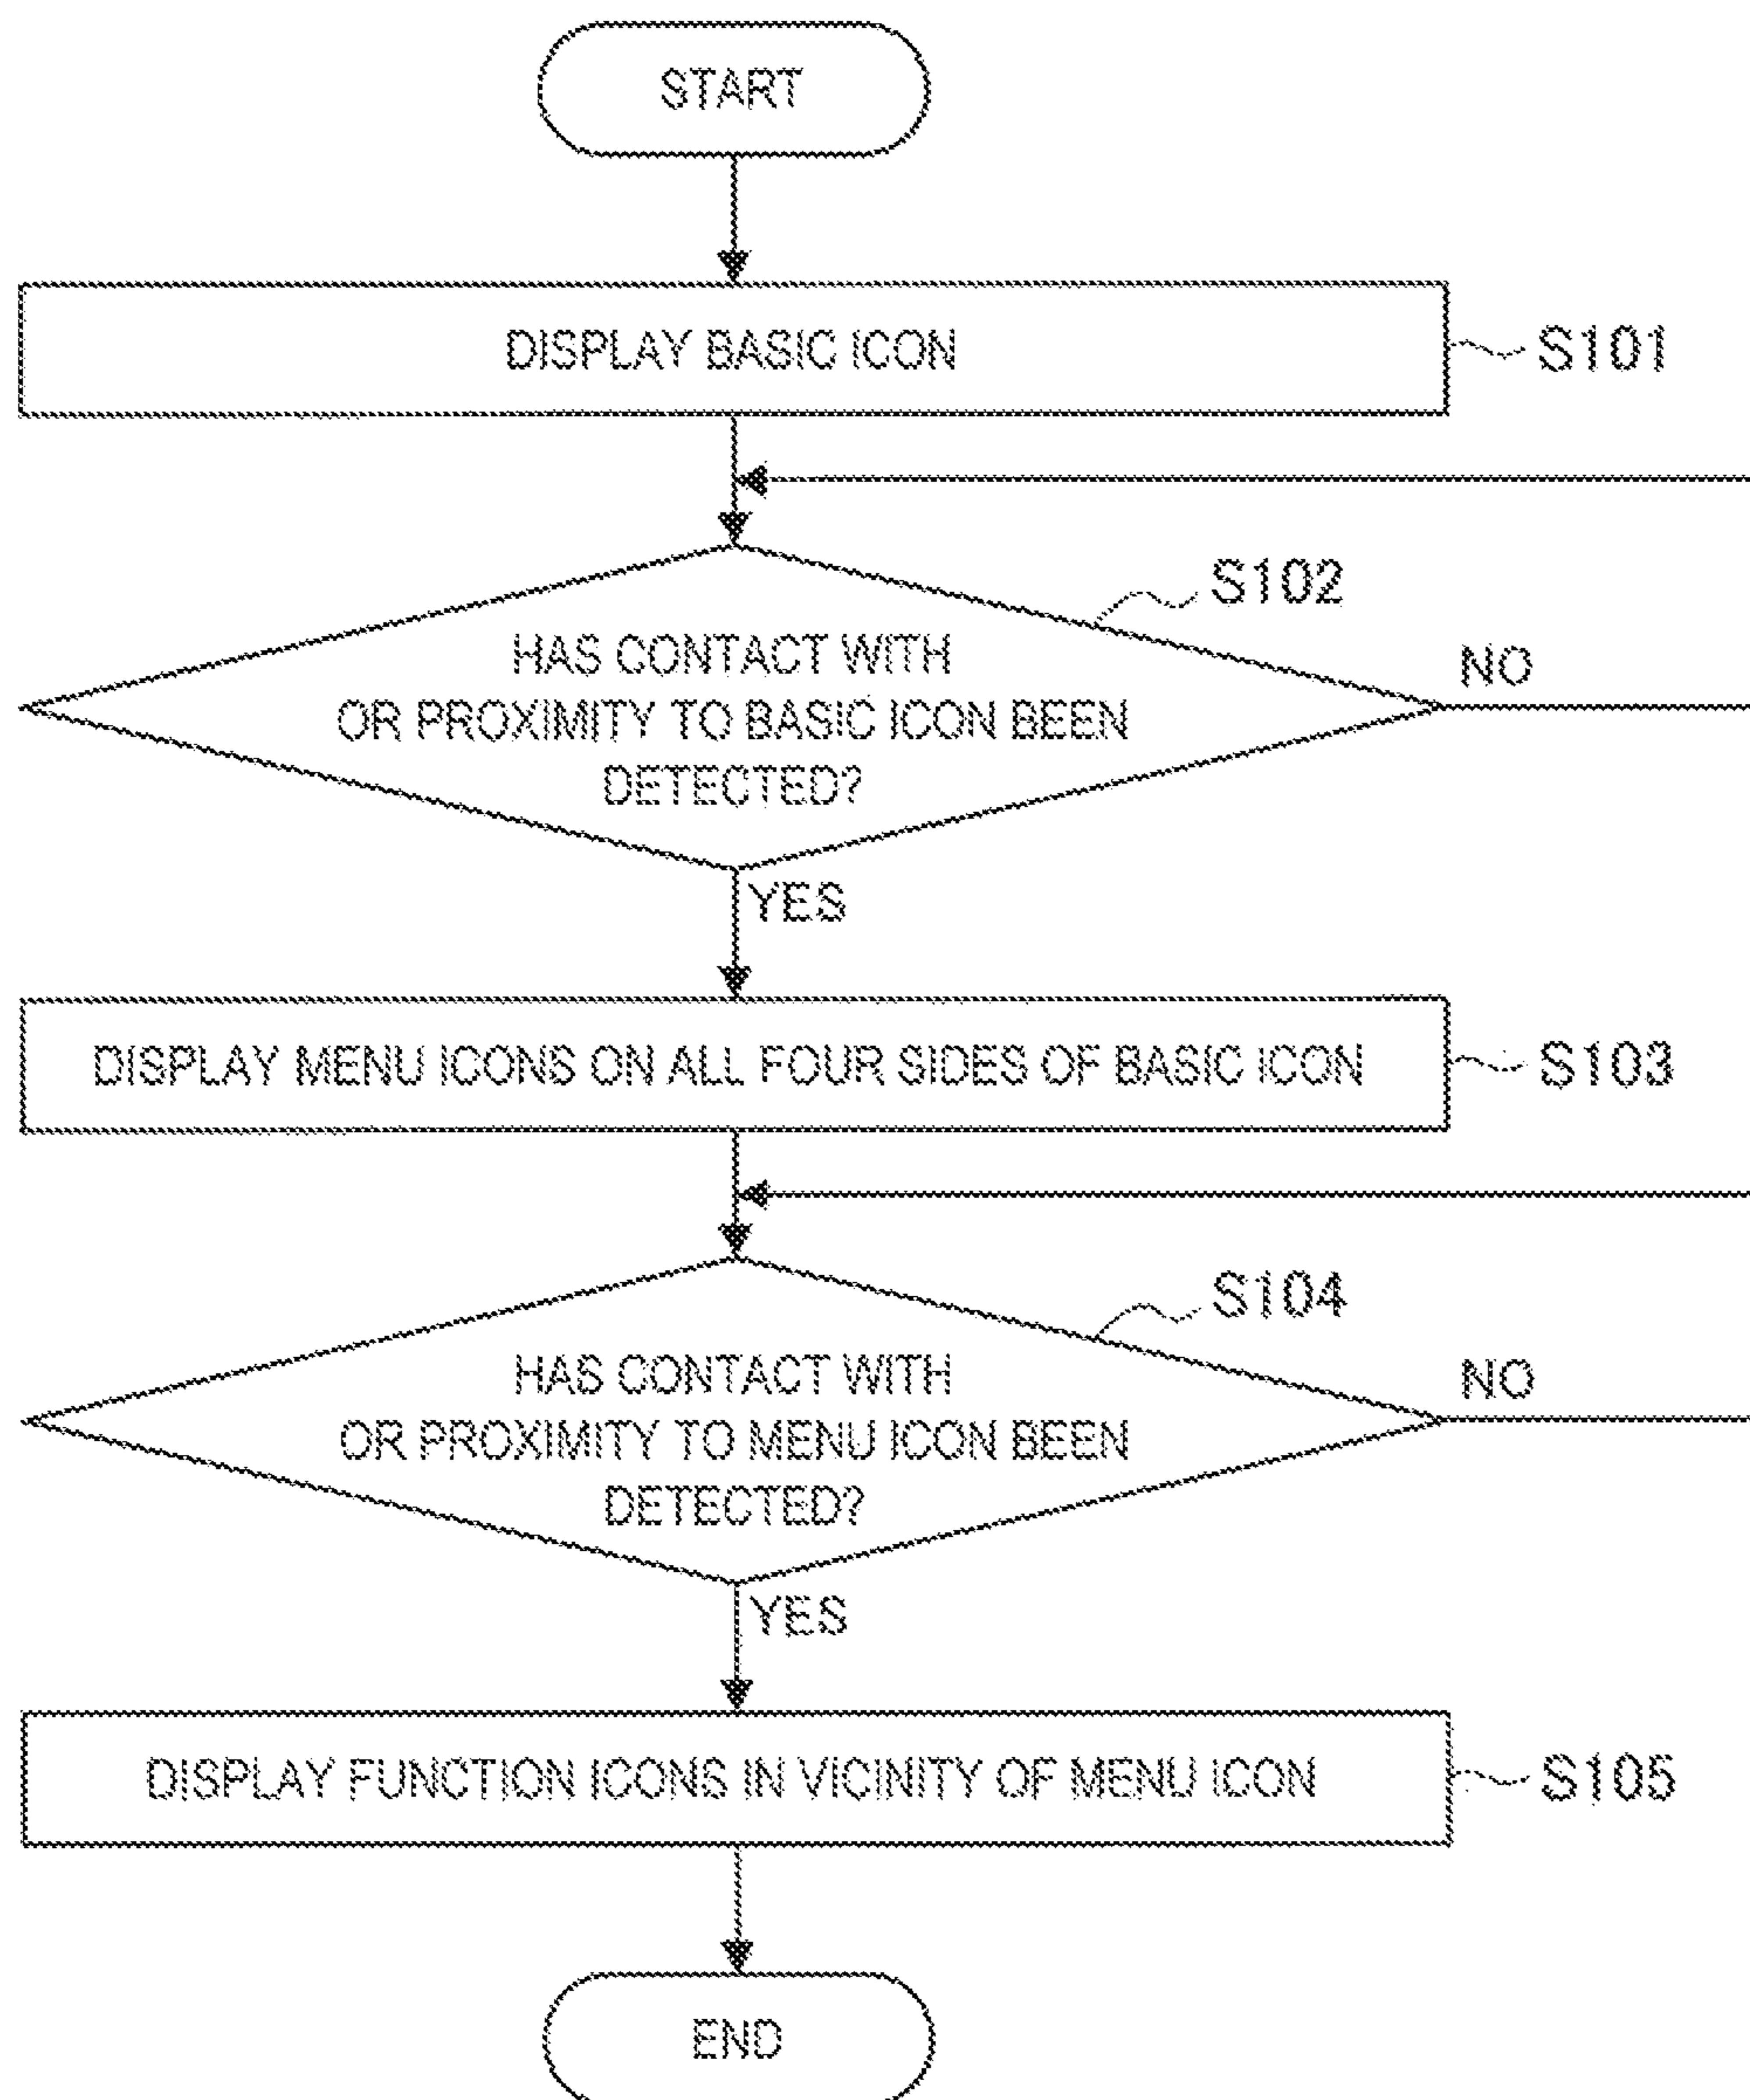 START
DISPLAY BASIC ICON
S101
S102
HAS CONTACT WITH
OR PROXIMITY TO BASIC ICON BEEN
DETECTED?
NO
YES
DISPLAY MENU ICONS ON ALL FOUR SIDES OF BASIC ICON
S103
S104
HAS CONTACT WITH
OR PROXIMITY TO MENU ICON BEEN
DETECTED?
NO
YES
DISPLAY FUNCTION ICONS IN VICINITY OF MENU ICON
S105
END